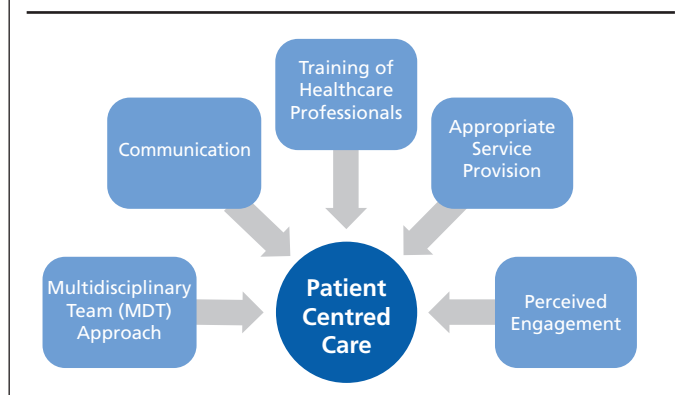 Training of
Healthcare
Professionals
Communication
Appropriate
Service
Provision
Multidisciplinary
Team (MDT)
Approach
Patient
Centred
Care
Perceived
Engagement